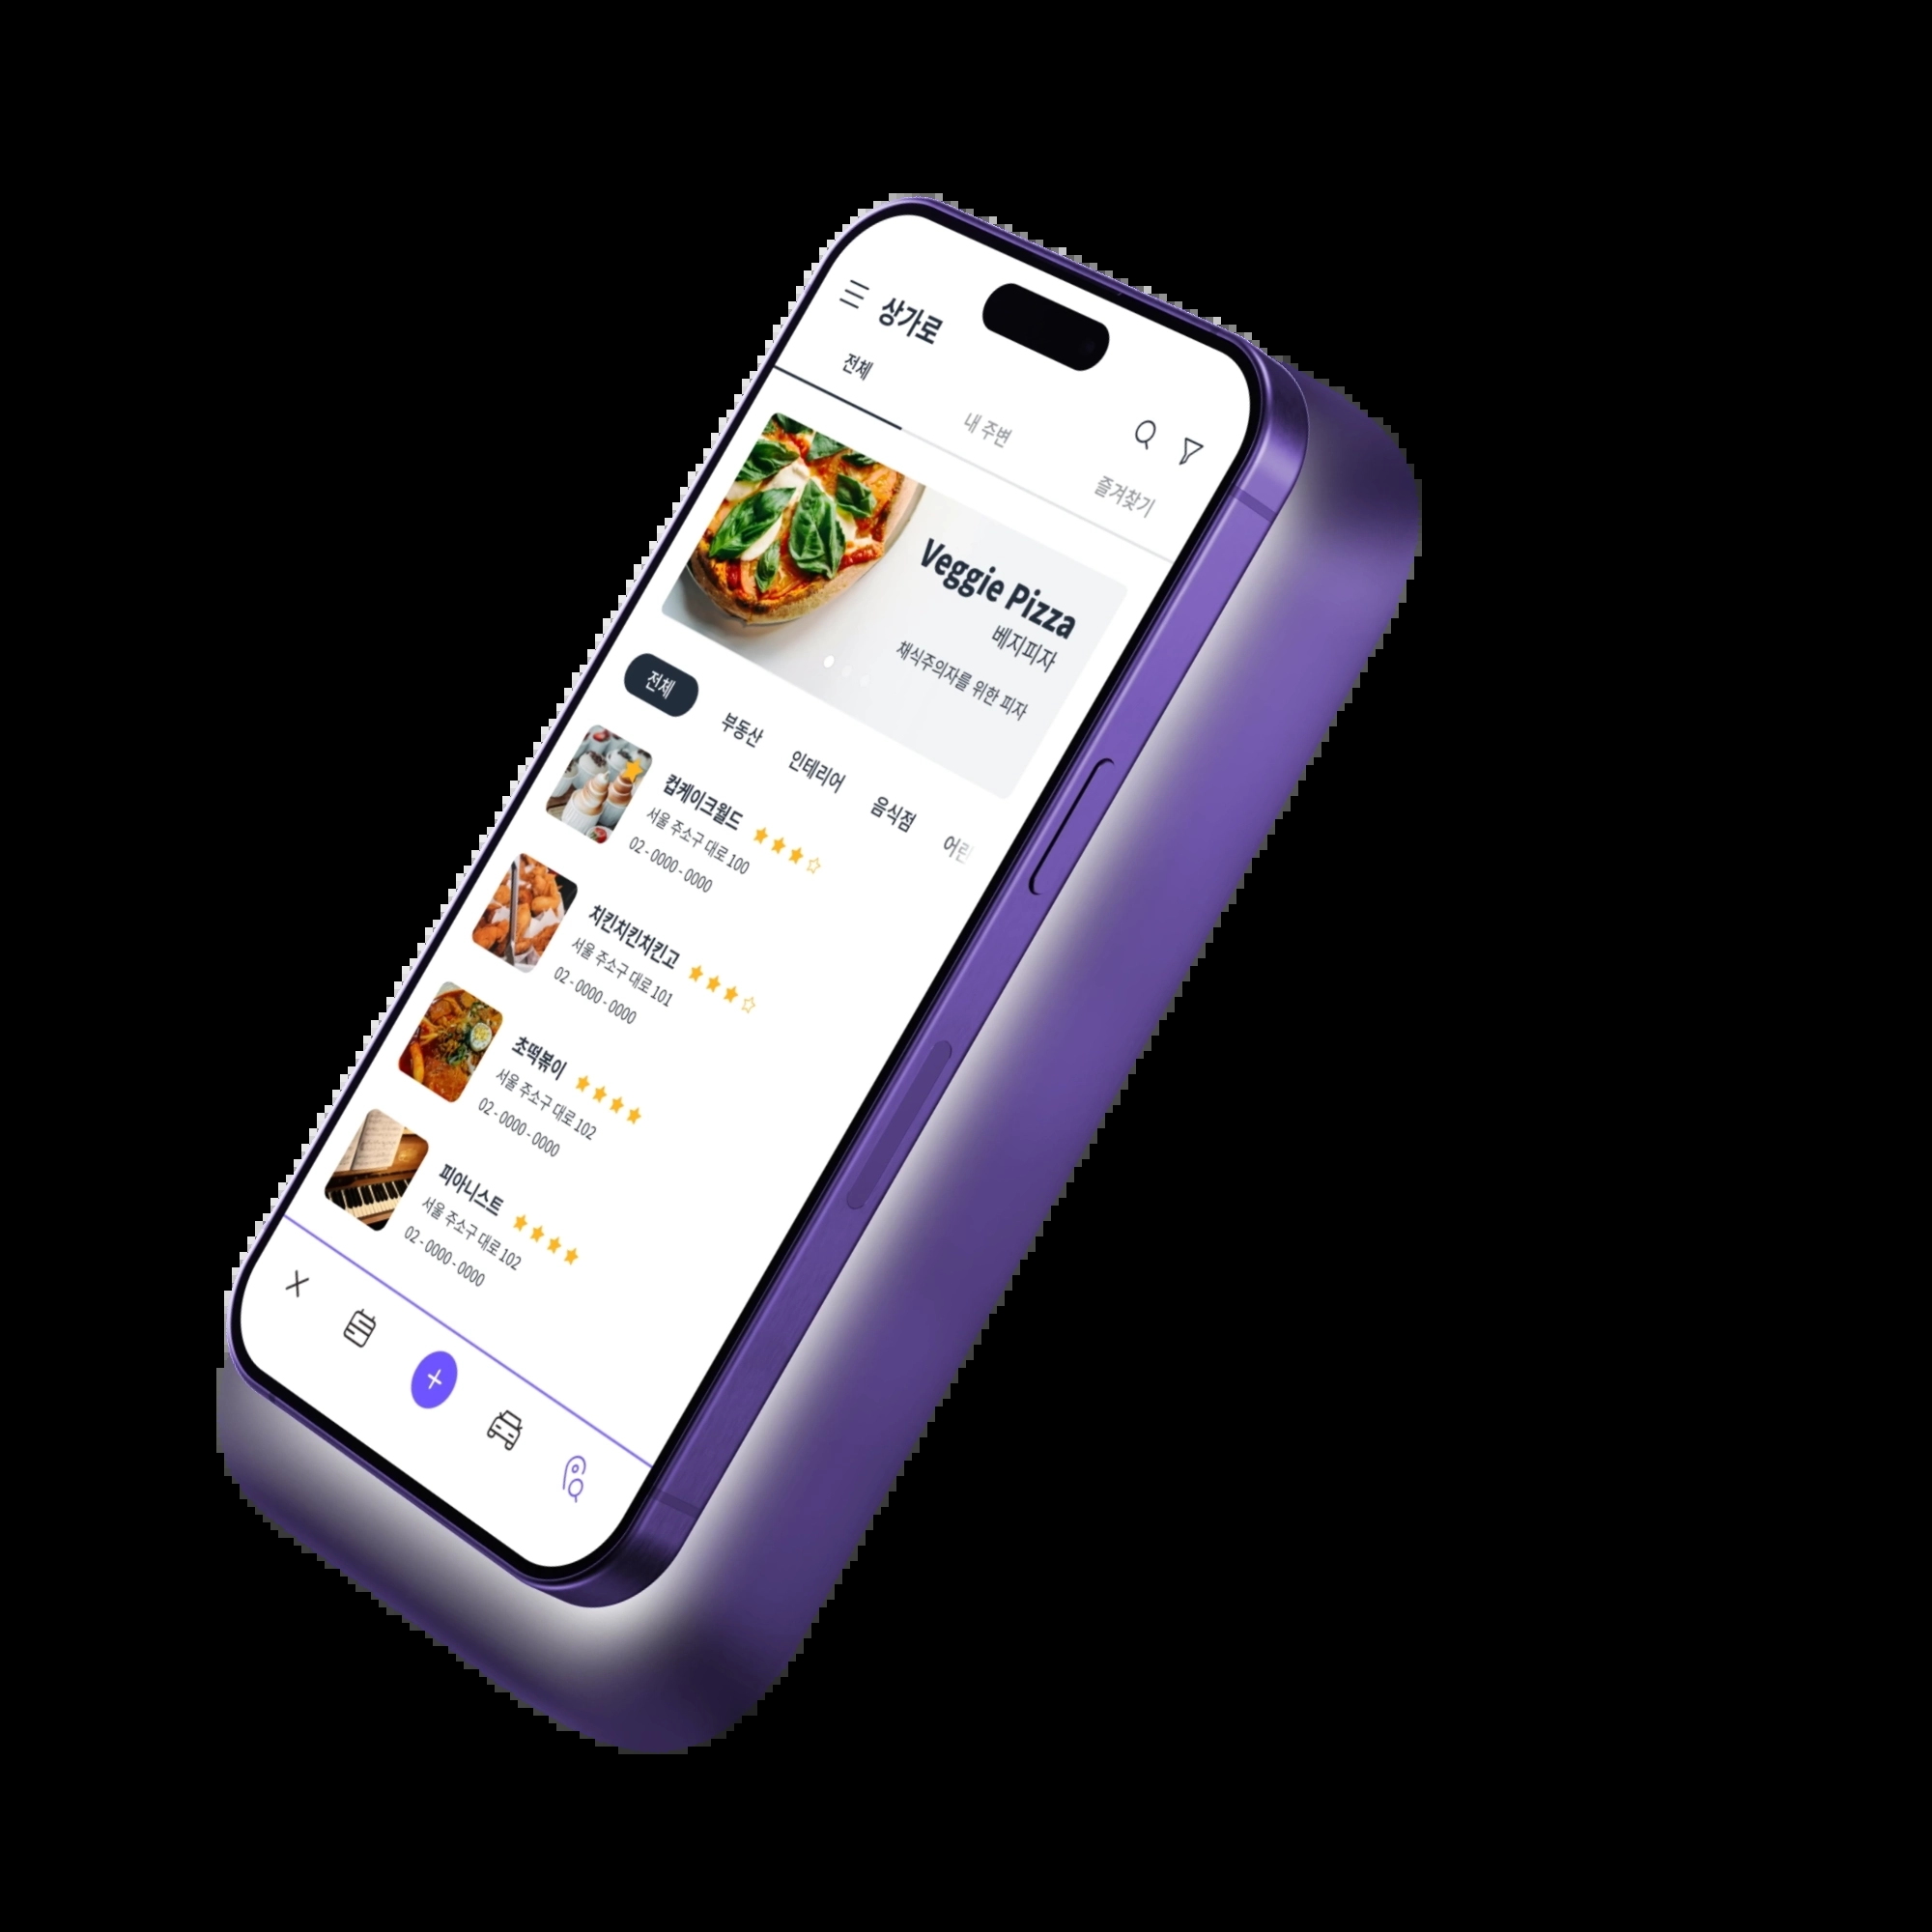 상가로
전체
내 주변
즐겨찾기
Veggie Pizza
베지피자
채식주의자를 위한 피자
전체
부동산
인테리어
음식점
어린
컵케이크월드
서울 주소구 대로 100
02 - 0000 - 0000
치킨치킨치킨고
서울 주소구 대로 101
02 - 0000 - 0000
초떡볶이
서울 주소구 대로 102
02 - 0000 - 0000
피아니스트
서울 주소구 대로 102
02 - 0000 - 0000